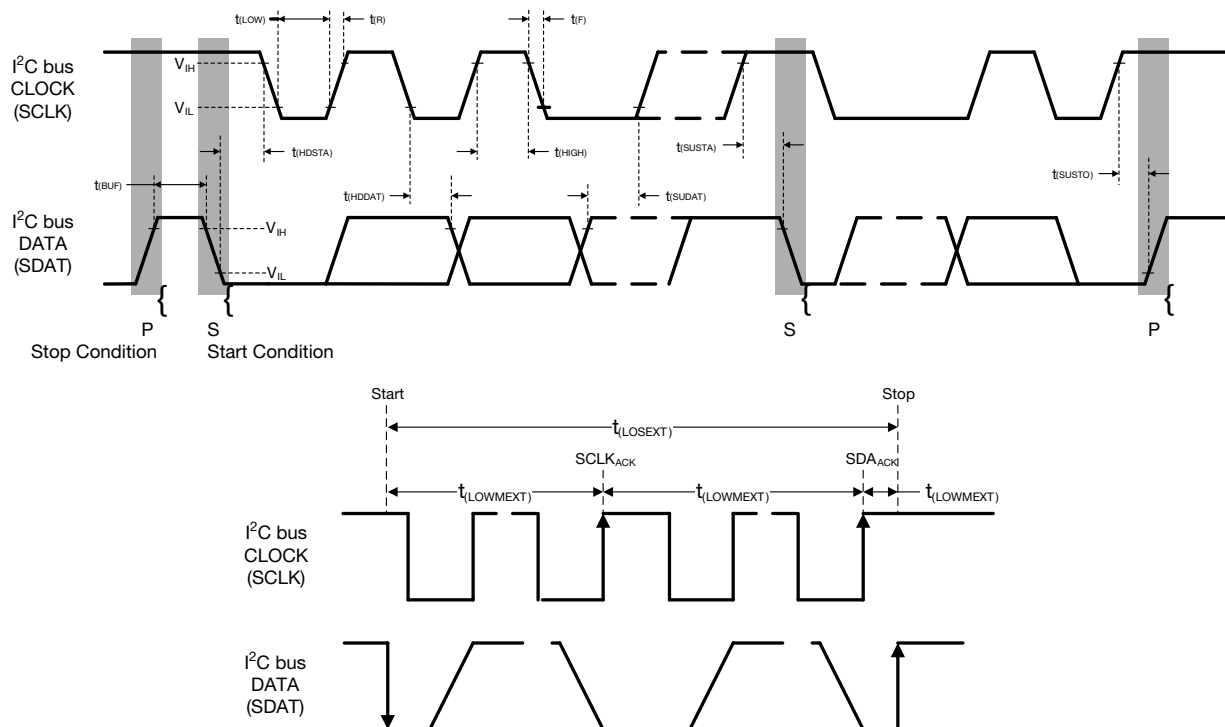 t(LOW) t(R) t(F)
I²C bus
CLOCK
(SCLK)
VIH
VIL
t(HDSTA) t(HIGH) t(SUSTA)
t(BUF) t(HDDAT) t(SUDAT) t(SUSTO)
I²C bus
DATA
(SDAT)
VIH
VIL
{ { { {
P S S P
Stop Condition Start Condition
Start Stop
t(LOSEXT)
SCLKACK SDAACK
t(LOWMEXT) t(LOWMEXT) t(LOWMEXT)
I²C bus
CLOCK
(SCLK)
I²C bus
DATA
(SDAT)